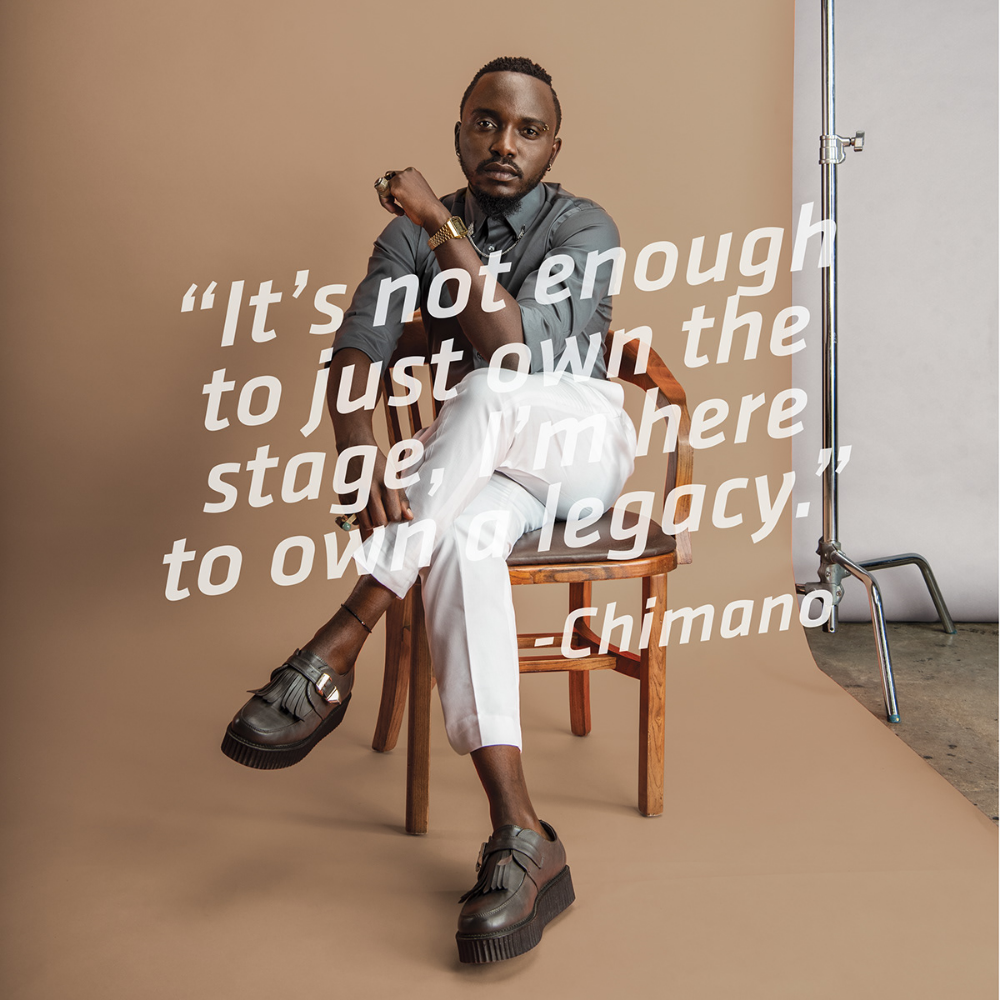 “It’s not enough
to just own the
stage, I’m here
to own a legacy.”
-Chimano